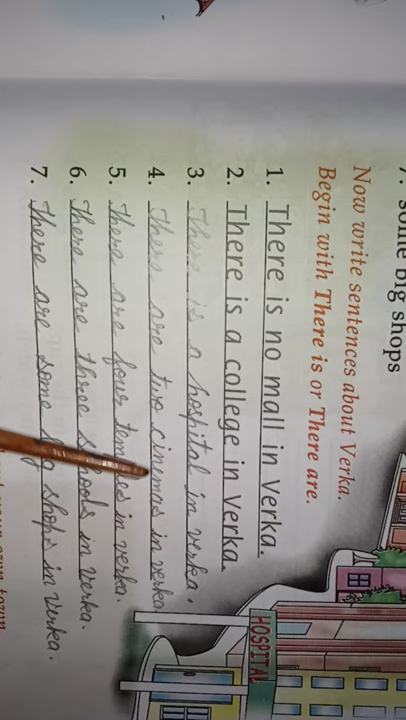 7. some big shops
Now write sentences about Verka.
Begin with There is or There are.
1. There is no mall in Verka.
2. There is a college in Verka.
3. There is a hospital in verka.
4. There are two cinemas in verka
5. There are four temples in verka.
6. There are three schools in Verka.
7. There are some big shops in Verka.
HOSPITAL